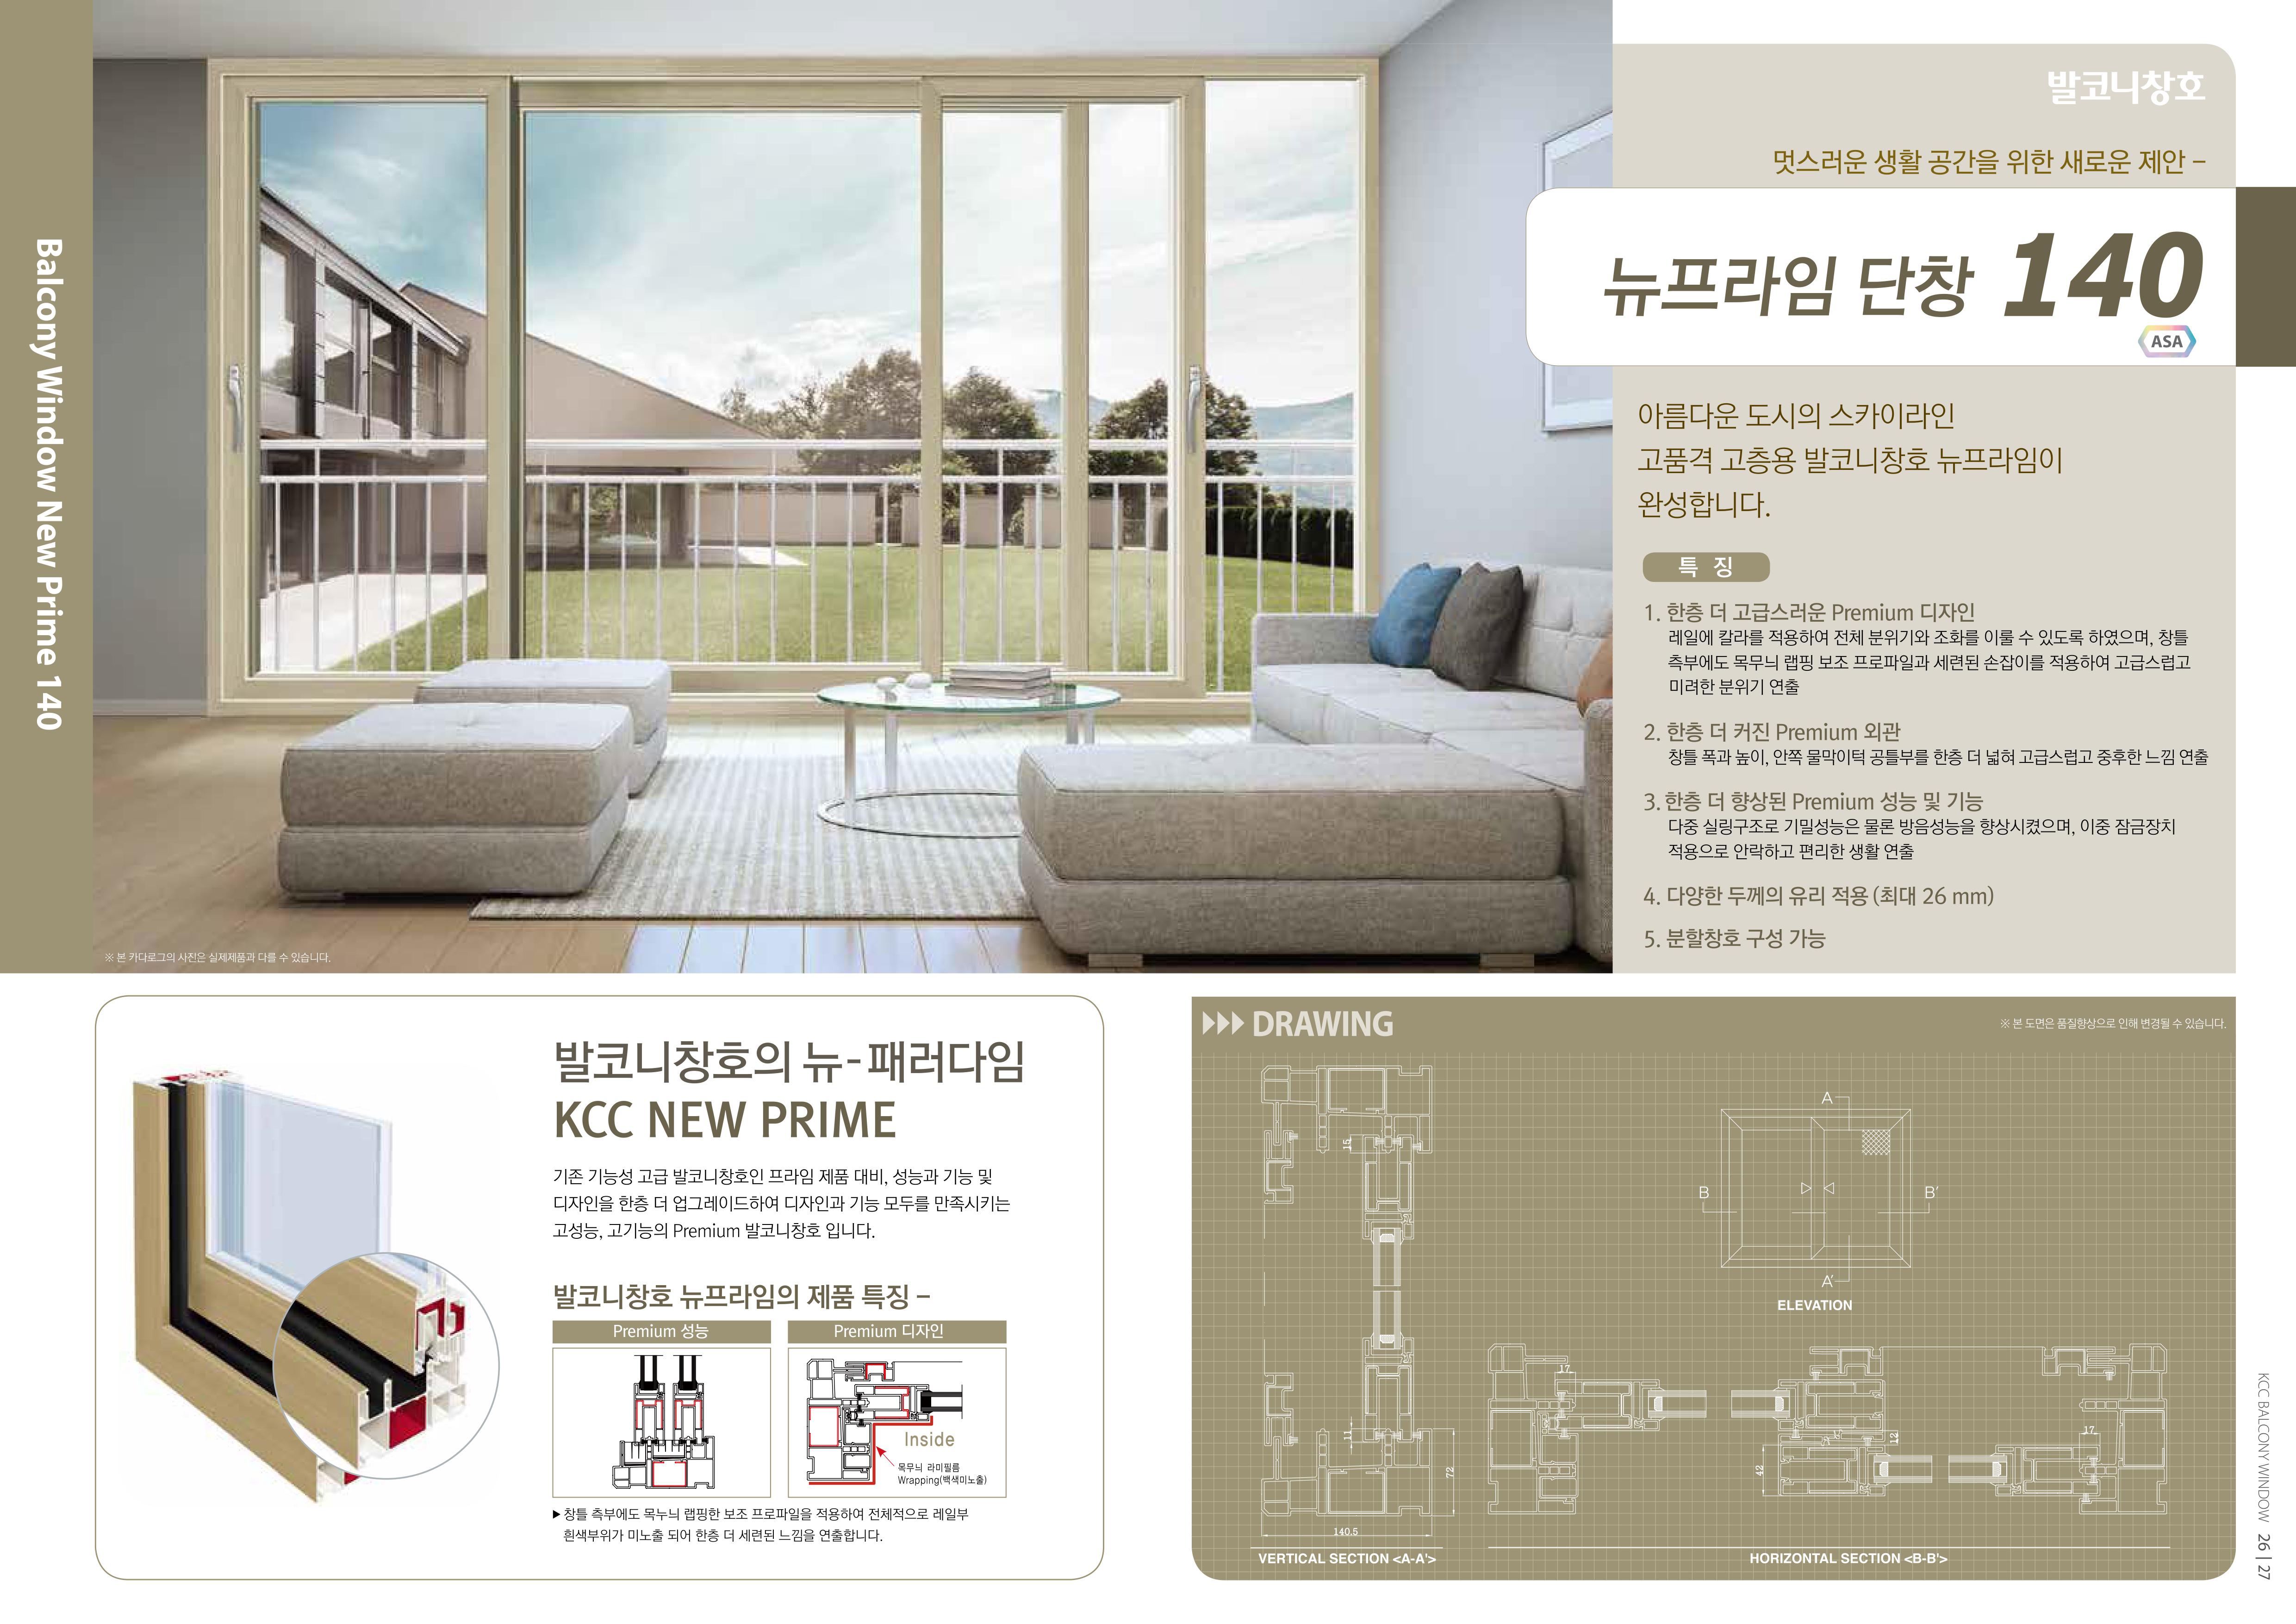 Balcony Window New Prime 140
※ 본 카다로그의 사진은 실제제품과 다를 수 있습니다.
발코니창호
멋스러운 생활 공간을 위한 새로운 제안 –
뉴프라임 단창 140
ASA
아름다운 도시의 스카이라인
고품격 고층용 발코니창호 뉴프라임이
완성합니다.
특 징
1. 한층 더 고급스러운 Premium 디자인
레일에 칼라를 적용하여 전체 분위기와 조화를 이룰 수 있도록 하였으며, 창틀
측부에도 목무늬 랩핑 보조 프로파일과 세련된 손잡이를 적용하여 고급스럽고
미려한 분위기 연출
2. 한층 더 커진 Premium 외관
창틀 폭과 높이, 안쪽 물막이턱 공틀부를 한층 더 넓혀 고급스럽고 중후한 느낌 연출
3. 한층 더 향상된 Premium 성능 및 기능
다중 실링구조로 기밀성능은 물론 방음성능을 향상시켰으며, 이중 잠금장치
적용으로 안락하고 편리한 생활 연출
4. 다양한 두께의 유리 적용 (최대 26 mm)
5. 분할창호 구성 가능
발코니창호의 뉴-패러다임
KCC NEW PRIME
기존 기능성 고급 발코니창호인 프라임 제품 대비, 성능과 기능 및
디자인을 한층 더 업그레이드하여 디자인과 기능 모두를 만족시키는
고성능, 고기능의 Premium 발코니창호 입니다.
발코니창호 뉴프라임의 제품 특징 –
Premium 성능
Premium 디자인
Inside
목무늬 라미필름
Wrapping(백색미노출)
▶ 창틀 측부에도 목누늬 랩핑한 보조 프로파일을 적용하여 전체적으로 레일부
흰색부위가 미노출 되어 한층 더 세련된 느낌을 연출합니다.
DRAWING
※ 본 도면은 품질향상으로 인해 변경될 수 있습니다.
15
11
72
140.5
VERTICAL SECTION <A-A'>
A
B
B'
A'
ELEVATION
17
12
42
17
HORIZONTAL SECTION <B-B'>
KCC BALCONY WINDOW 26 | 27